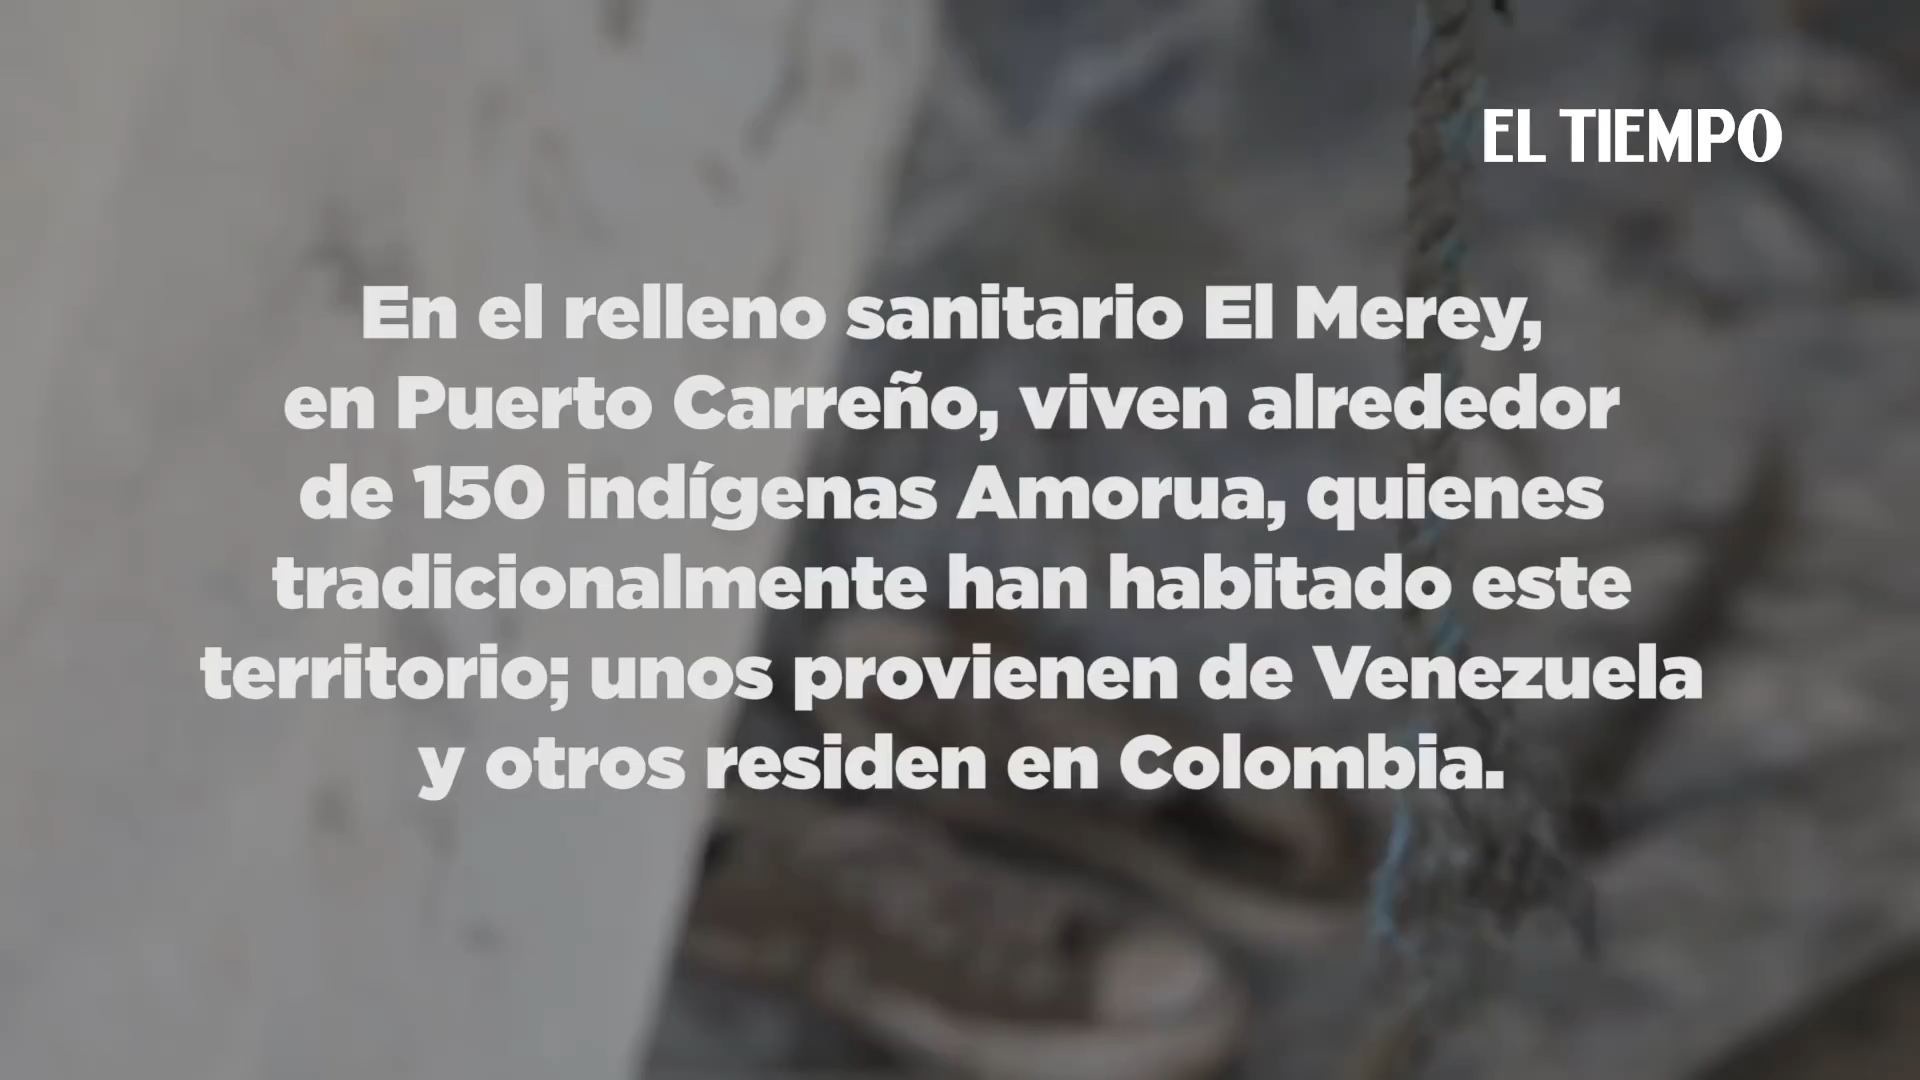 EL TIEMPO
En el relleno sanitario El Merey,
en Puerto Carreño, viven alrededor
de 150 indígenas Amorua, quienes
tradicionalmente han habitado este
territorio; unos provienen de Venezuela
y otros residen en Colombia.